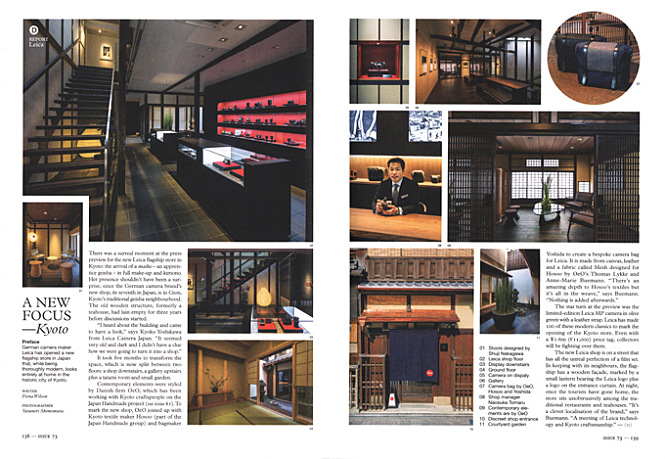 D
REPORT
Leica
A NEW
FOCUS
—Kyoto
Preface
German camera maker
Leica has opened a new
flagship store in Japan
that, while being
thoroughly modern, looks
entirely at home in the
historic city of Kyoto.
WRITER
Fiona Wilson
PHOTOGRAPHER
Yasunori Shimomura
There was a surreal moment at the press
preview for the new Leica flagship store in
Kyoto: the arrival of a maiko – an appren-
tice geisha – in full make-up and kimono.
Her presence shouldn't have been a sur-
prise, since the German camera brand's
new shop, its seventh in Japan, is in Gion,
Kyoto's traditional geisha neighbourhood.
The old wooden structure, formerly a
teahouse, had lain empty for three years
before discussions started.
"I heard about the building and came
to have a look," says Kyoko Yoshikawa
from Leica Camera Japan. "It seemed
very old and dark and I didn't have a clue
how we were going to turn it into a shop."
It took five months to transform the
space, which is now split between two
floors: a shop downstairs, a gallery upstairs
plus a tatami room and small garden.
Contemporary elements were styled
by Danish firm OeO, which has been
working with Kyoto craftspeople on the
Japan Handmade project (see issue 61). To
mark the new shop, OeO joined up with
Kyoto textile maker Hosoo (part of the
Japan Handmade group) and bagmaker
138 — ISSUE 73
01 Stools designed by
Shuji Nakagawa
02 Leica shop floor
03 Display downstairs
04 Ground floor
05 Camera on display
06 Gallery
07 Camera bag by OeO,
Hosoo and Yoshida
08 Shop manager
Naosuke Tomaru
09 Contemporary ele-
ments are by OeO
10 Discreet shop entrance
11 Courtyard garden
Yoshida to create a bespoke camera bag
for Leica. It is made from canvas, leather
and a fabric called Mesh designed for
Hosoo by OeO's Thomas Lykke and
Anne-Marie Buemann. "There's an
amazing depth to Hosoo's textiles but
it's all in the weave," says Buemann.
"Nothing is added afterwards."
The star turn at the preview was the
limited-edition Leica MP camera in olive
green with a leather strap. Leica has made
100 of these modern classics to mark the
opening of the Kyoto store. Even with
a ¥1.6m (€11,000) price tag, collectors
will be fighting over them.
The new Leica shop is on a street that
has all the unreal perfection of a film set.
In keeping with its neighbours, the flag-
ship has a wooden façade, marked by a
small lantern bearing the Leica logo plus
a logo on the entrance curtain. At night,
once the tourists have gone home, the
store sits unobtrusively among the tra-
ditional restaurants and teahouses. "It's
a clever localisation of the brand," says
Buemann. "A meeting of Leica technol-
ogy and Kyoto craftsmanship." —
ISSUE 73 — 139